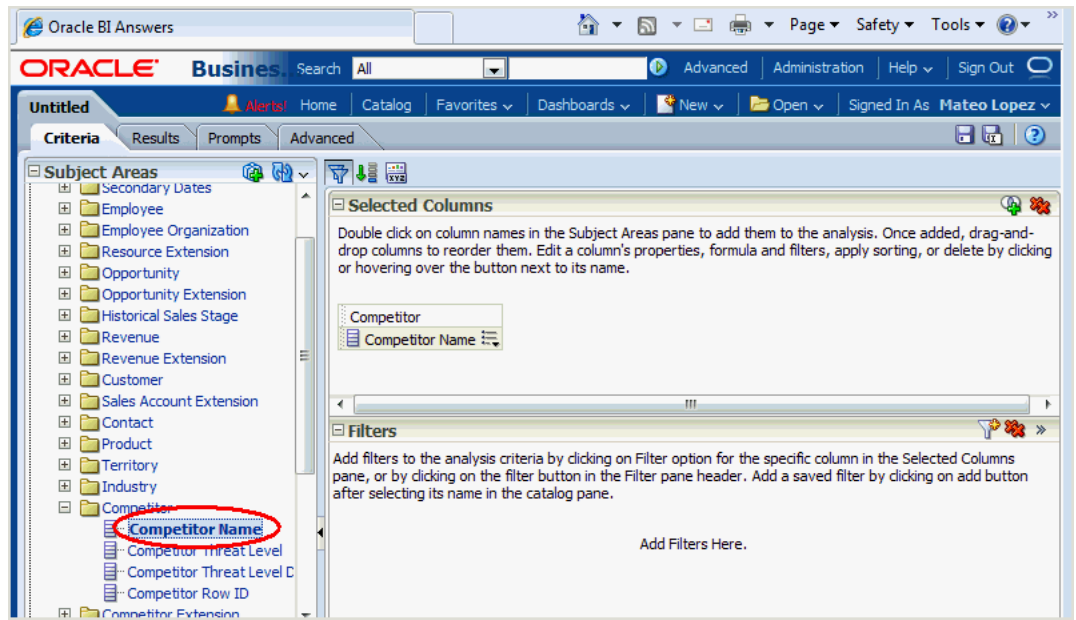 Oracle BI Answers
Page Safety Tools
ORACLE Busines. Search All Advanced Administration Help Sign Out
Untitled Alerts! Home Catalog Favorites Dashboards New Open Signed In As Mateo Lopez
Criteria Results Prompts Advanced
Subject Areas
Secondary Dates
Employee
Employee Organization
Resource Extension
Opportunity
Opportunity Extension
Historical Sales Stage
Revenue
Revenue Extension
Customer
Sales Account Extension
Contact
Product
Territory
Industry
Competitor
Competitor Name
Competitor Threat Level
Competitor Threat Level D
Competitor Row ID
Competitor Extension
XYZ
Selected Columns
Double click on column names in the Subject Areas pane to add them to the analysis. Once added, drag-and-
drop columns to reorder them. Edit a column's properties, formula and filters, apply sorting, or delete by clicking
or hovering over the button next to its name.
Competitor
Competitor Name
Filters
Add filters to the analysis criteria by clicking on Filter option for the specific column in the Selected Columns
pane, or by clicking on the filter button in the Filter pane header. Add a saved filter by clicking on add button
after selecting its name in the catalog pane.
Add Filters Here.